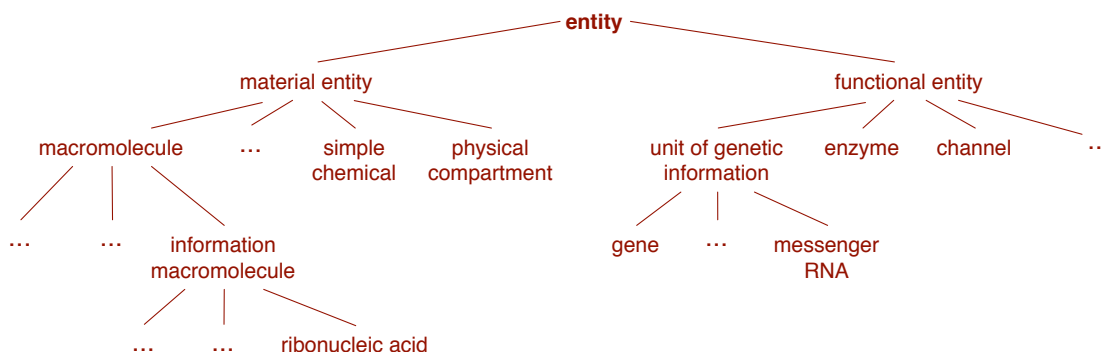 entity
material entity
functional entity
macromolecule
...
simple
chemical
physical
compartment
unit of genetic
information
enzyme
channel
...
...
...
information
macromolecule
gene
...
messenger
RNA
...
...
ribonucleic acid